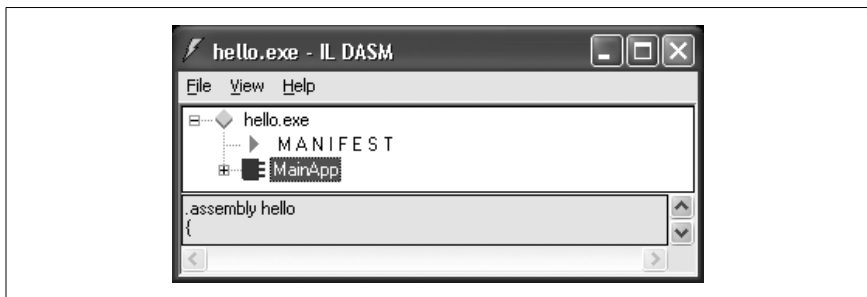 hello.exe - IL DASM
File View Help
hello.exe
MANIFEST
MainApp
.assembly hello
{